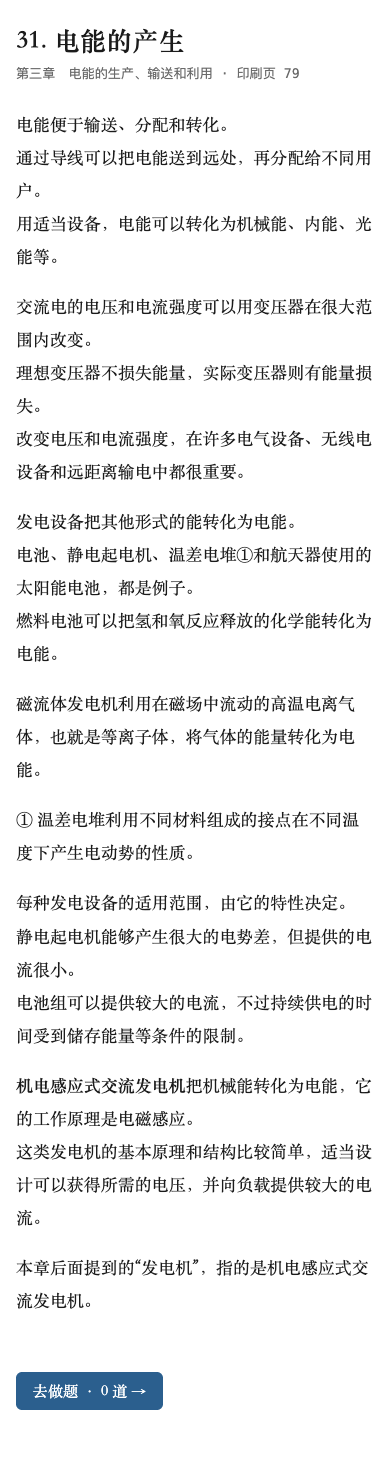 31. 电能的产生
第三章 电能的生产、输送和利用 · 印刷页 79
电能便于输送、分配和转化。
通过导线可以把电能送到远处，再分配给不同用
户。
用适当设备，电能可以转化为机械能、内能、光
能等。
交流电的电压和电流强度可以用变压器在很大范
围内改变。
理想变压器不损失能量，实际变压器则有能量损
失。
改变电压和电流强度，在许多电气设备、无线电
设备和远距离输电中都很重要。
发电设备把其他形式的能转化为电能。
电池、静电起电机、温差电堆①和航天器使用的
太阳能电池，都是例子。
燃料电池可以把氢和氧反应释放的化学能转化为
电能。
磁流体发电机利用在磁场中流动的高温电离气
体，也就是等离子体，将气体的能量转化为电
能。
① 温差电堆利用不同材料组成的接点在不同温
度下产生电动势的性质。
每种发电设备的适用范围，由它的特性决定。
静电起电机能够产生很大的电势差，但提供的电
流很小。
电池组可以提供较大的电流，不过持续供电的时
间受到储存能量等条件的限制。
机电感应式交流发电机把机械能转化为电能，它
的工作原理是电磁感应。
这类发电机的基本原理和结构比较简单，适当设
计可以获得所需的电压，并向负载提供较大的电
流。
本章后面提到的“发电机”，指的是机电感应式交
流发电机。
去做题 · 0 道 →